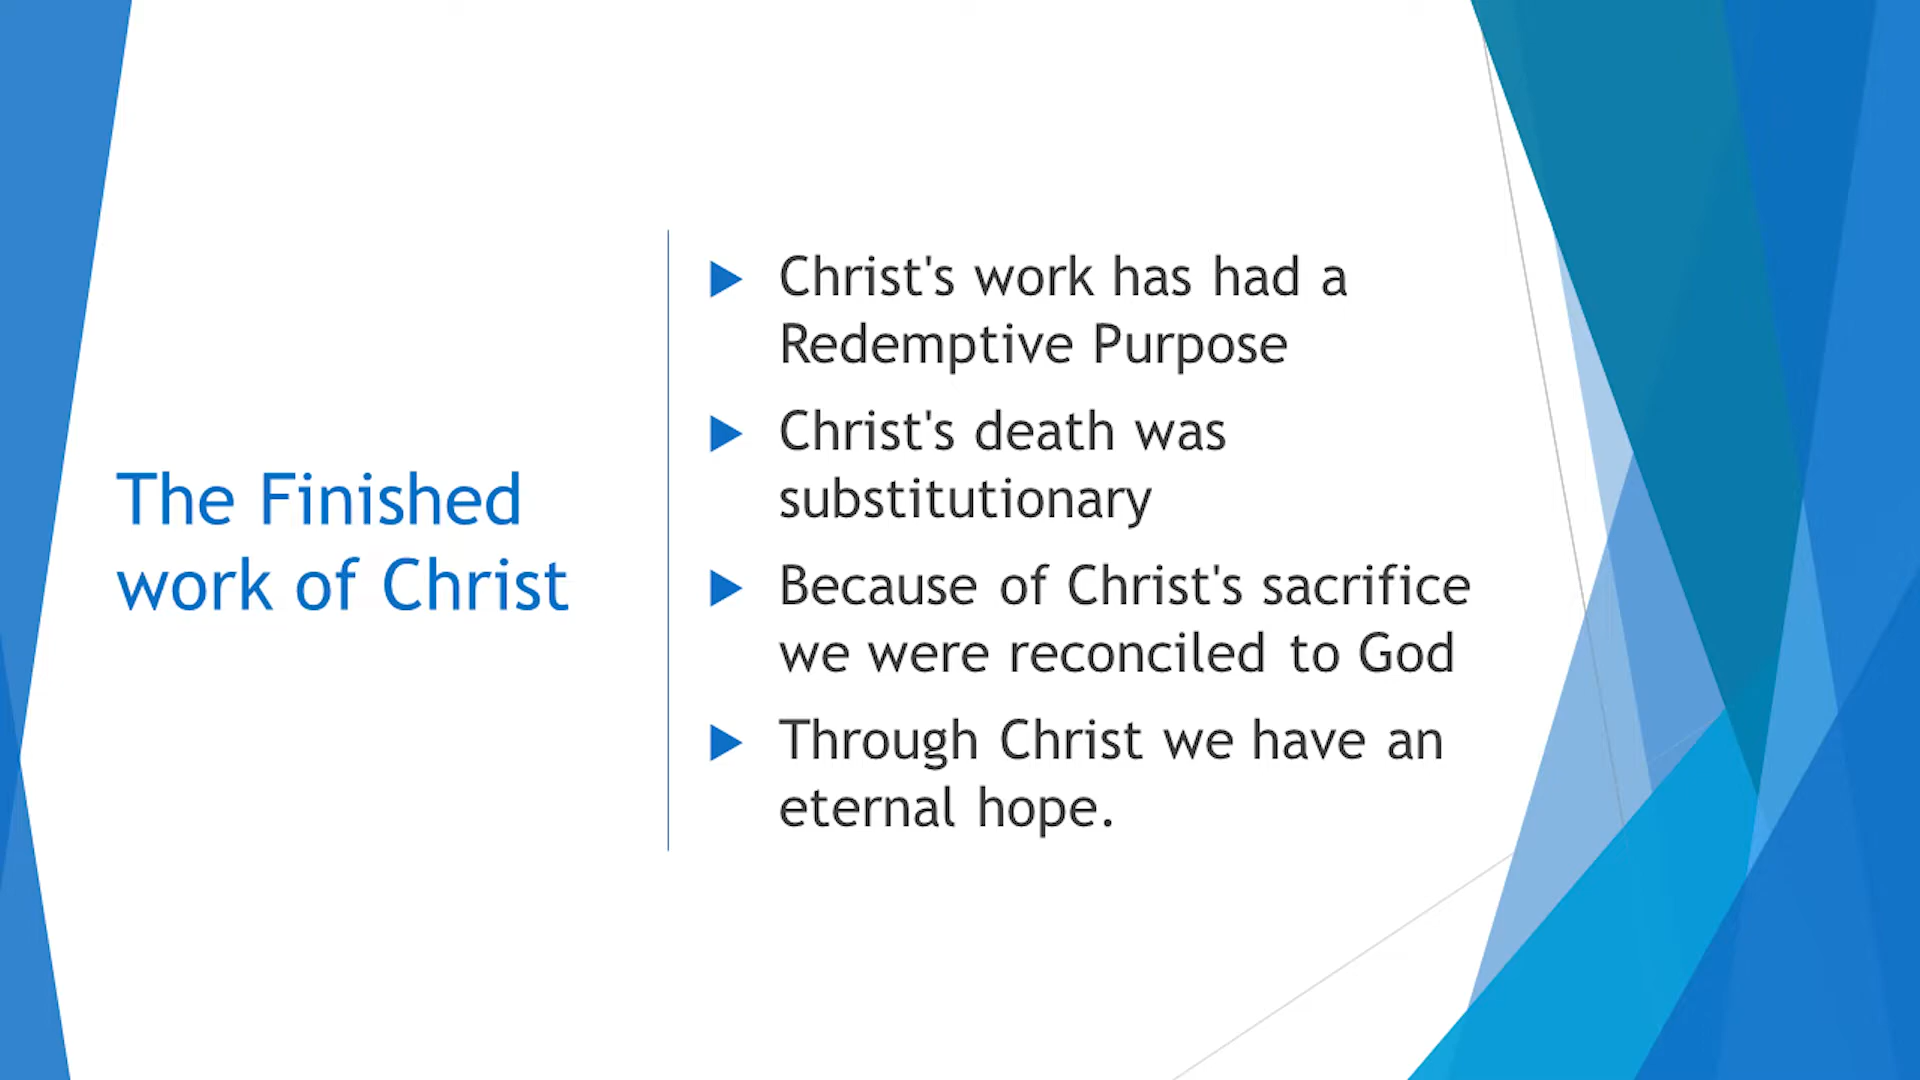 The Finished
work of Christ
Christ's work has had a
Redemptive Purpose
Christ's death was
substitutionary
Because of Christ's sacrifice
we were reconciled to God
Through Christ we have an
eternal hope.